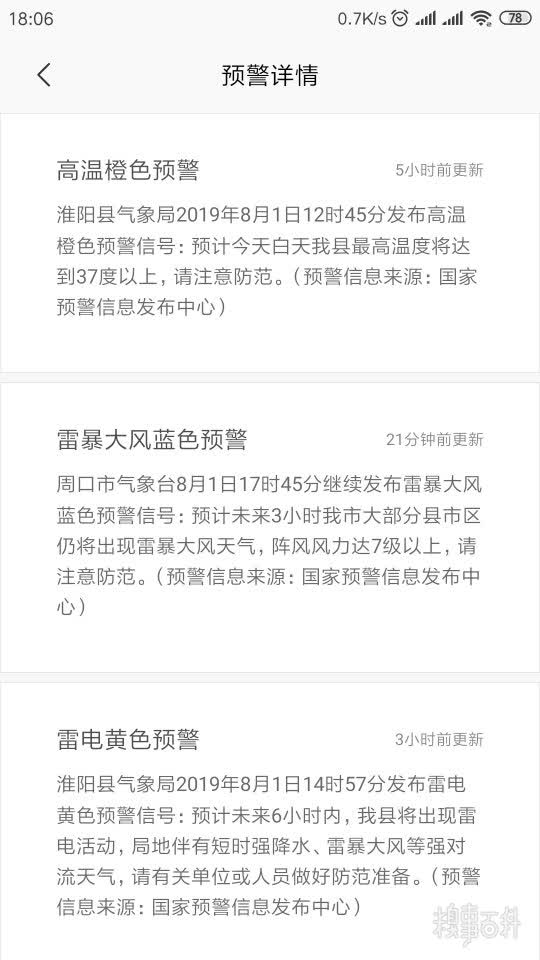 18:06
0.7K/s
78
预警详情
高温橙色预警
5小时前更新
淮阳县气象局2019年8月1日12时45分发布高温
橙色预警信号：预计今天白天我县最高温度将达
到37度以上，请注意防范。（预警信息来源：国家
预警信息发布中心）
雷暴大风蓝色预警
21分钟前更新
周口市气象台8月1日17时45分继续发布雷暴大风
蓝色预警信号：预计未来3小时我市大部分县市区
仍将出现雷暴大风天气，阵风风力达7级以上，请
注意防范。（预警信息来源：国家预警信息发布中
心）
雷电黄色预警
3小时前更新
淮阳县气象局2019年8月1日14时57分发布雷电
黄色预警信号：预计未来6小时内，我县将出现雷
电活动，局地伴有短时强降水、雷暴大风等强对
流天气，请有关单位或人员做好防范准备。（预警
信息来源：国家预警信息发布中心）
糗事百科